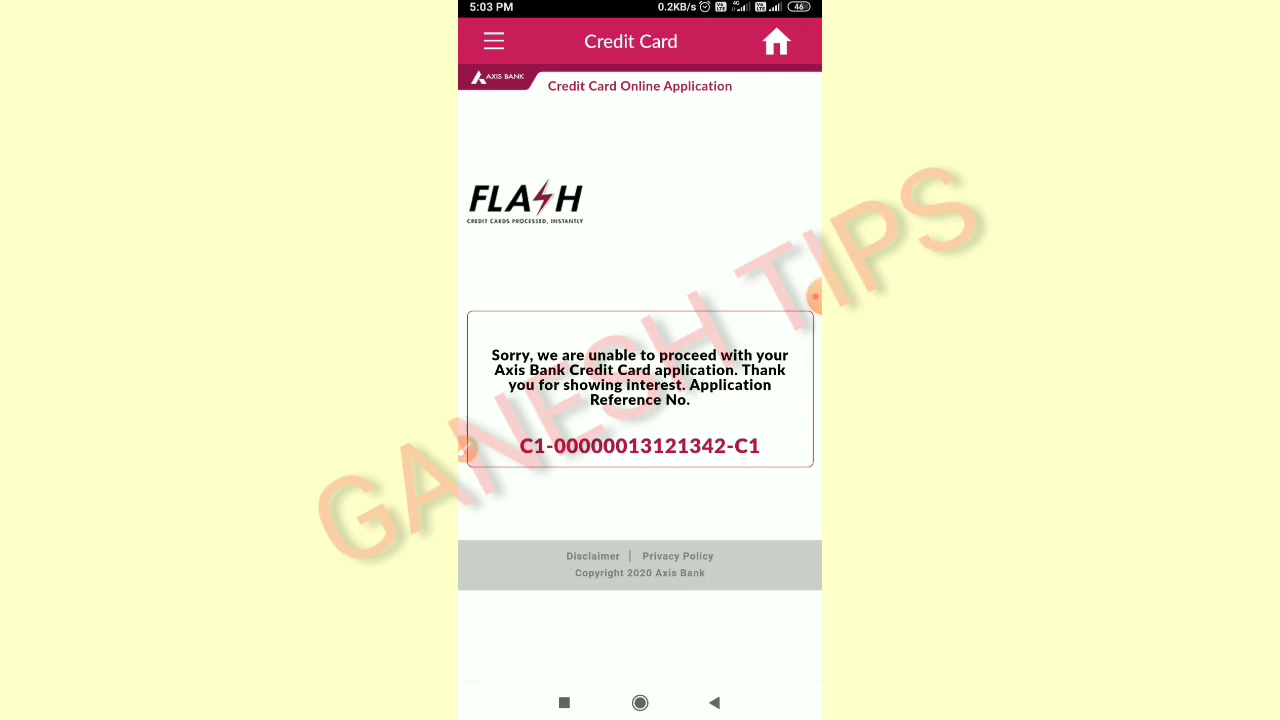 5:03 PM
0.2KB/s
4G
46
Credit Card
AXIS BANK
Credit Card Online Application
FLASH
CREDIT CARDS PROCESSED, INSTANTLY
Sorry, we are unable to proceed with your
Axis Bank Credit Card application. Thank
you for showing interest. Application
Reference No.
C1-00000013121342-C1
GANESH TIPS
Disclaimer | Privacy Policy
Copyright 2020 Axis Bank